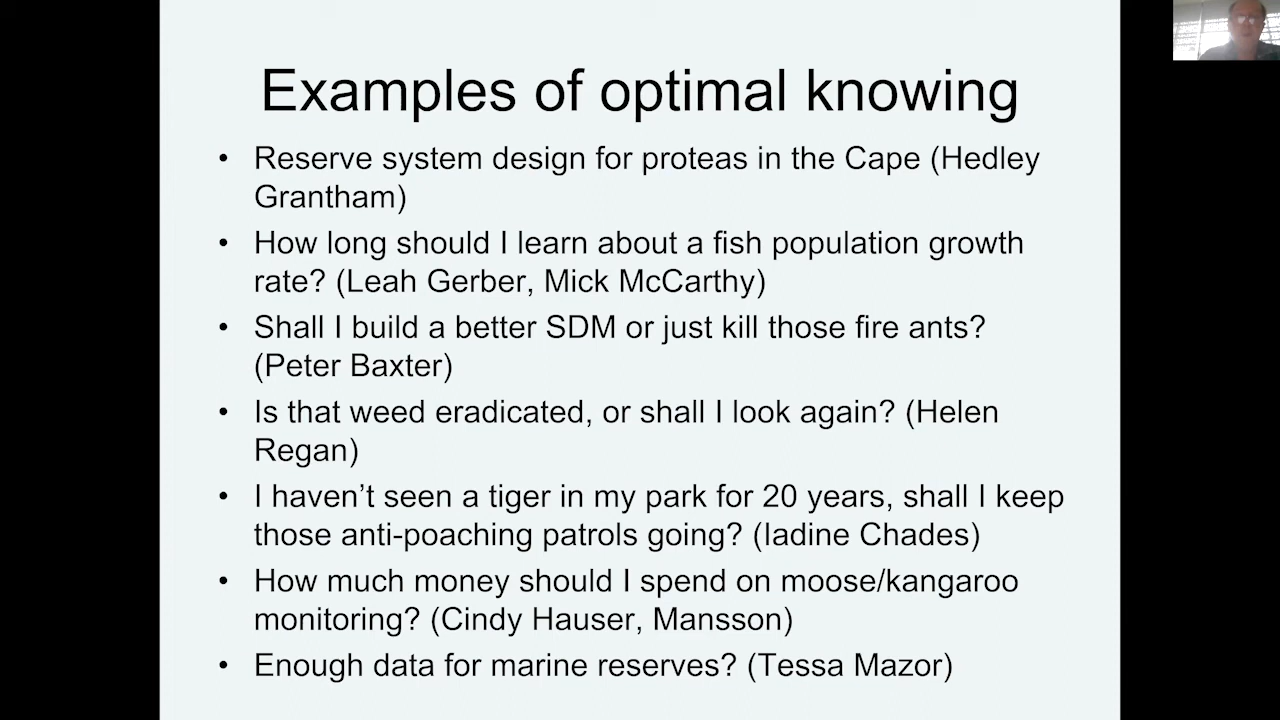 Examples of optimal knowing
• Reserve system design for proteas in the Cape (Hedley
Grantham)
• How long should I learn about a fish population growth
rate? (Leah Gerber, Mick McCarthy)
• Shall I build a better SDM or just kill those fire ants?
(Peter Baxter)
• Is that weed eradicated, or shall I look again? (Helen
Regan)
• I haven’t seen a tiger in my park for 20 years, shall I keep
those anti-poaching patrols going? (Iadine Chades)
• How much money should I spend on moose/kangaroo
monitoring? (Cindy Hauser, Mansson)
• Enough data for marine reserves? (Tessa Mazor)